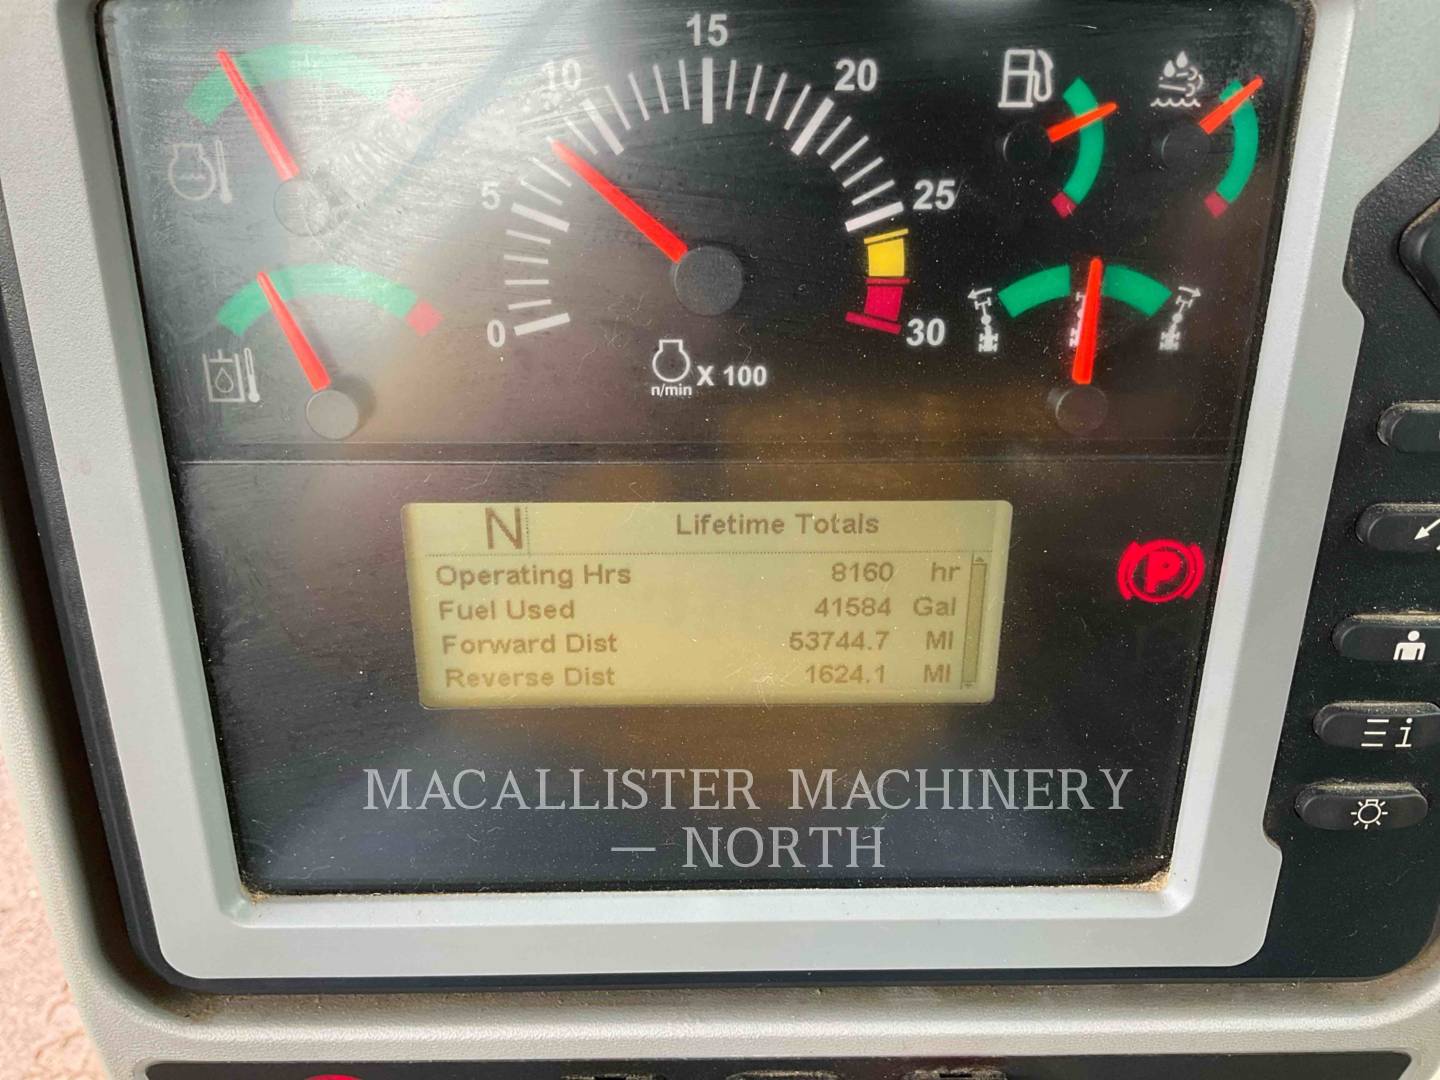 15
10
20
5
25
0
30
n/min X 100
N Lifetime Totals
Operating Hrs 8160 hr
Fuel Used 41584 Gal
Forward Dist 53744.7 MI
Reverse Dist 1624.1 MI
P
i
MACALLISTER MACHINERY
— NORTH